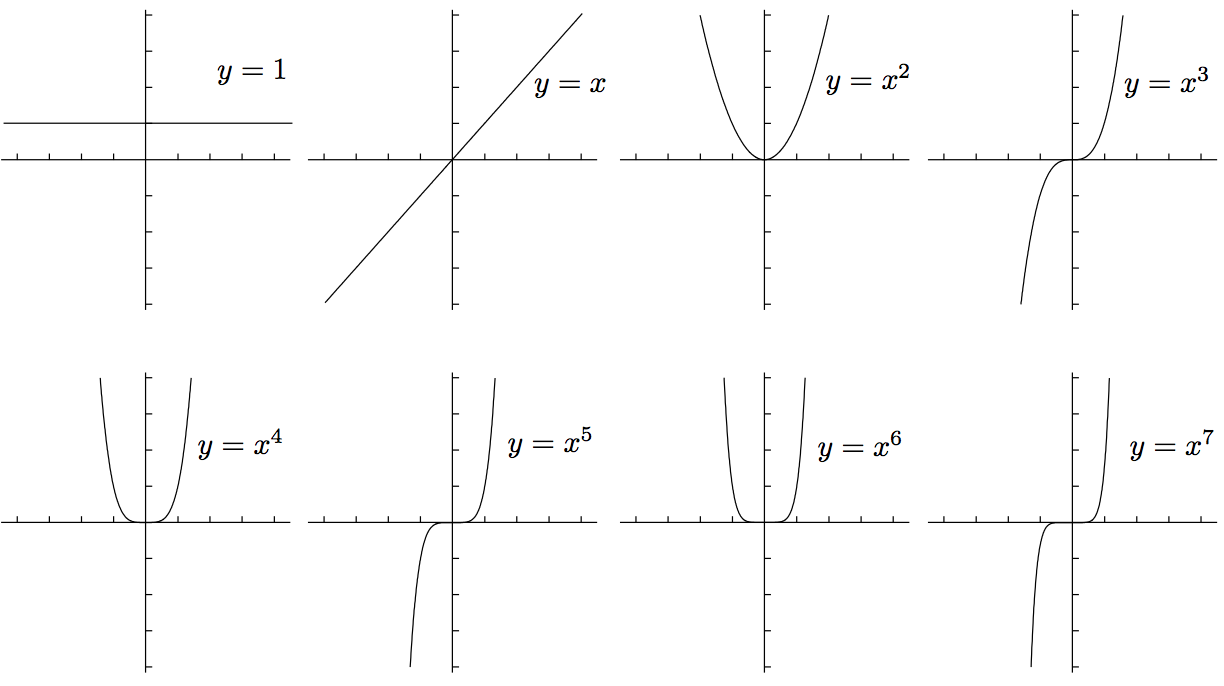 y = 1
y = x
y = x²
y = x³
y = x⁴
y = x⁵
y = x⁶
y = x⁷